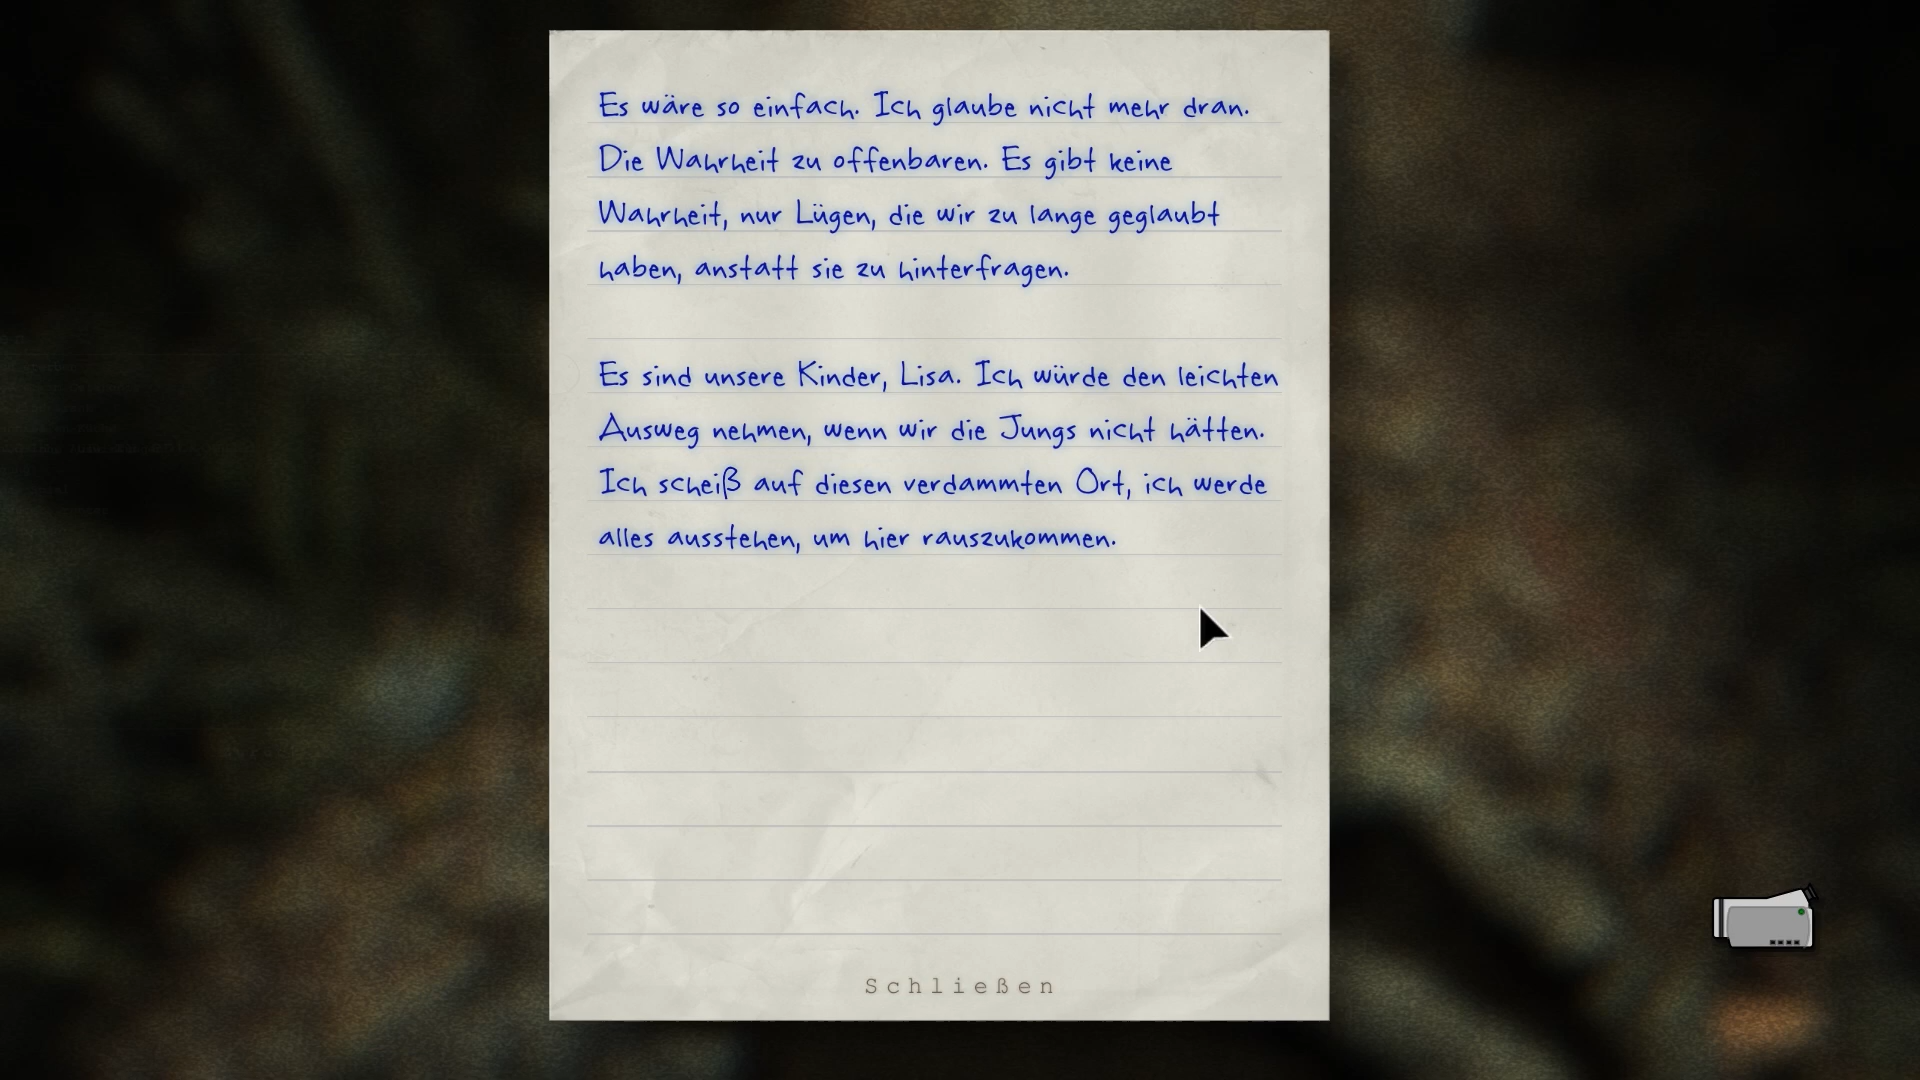 Es wäre so einfach. Ich glaube nicht mehr dran.
Die Wahrheit zu offenbaren. Es gibt keine
Wahrheit, nur Lügen, die wir zu lange geglaubt
haben, anstatt sie zu hinterfragen.
Es sind unsere Kinder, Lisa. Ich würde den leichten
Ausweg nehmen, wenn wir die Jungs nicht hätten.
Ich scheiß auf diesen verdammten Ort, ich werde
alles ausstehen, um hier rauszukommen.
Schließen